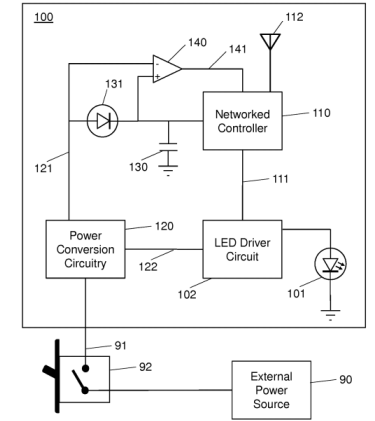 100
112
140
141
-
+
131
Networked
Controller
110
130
121
111
120
Power
Conversion
Circuitry
122
LED Driver
Circuit
102
101
91
92
External
Power
Source
90